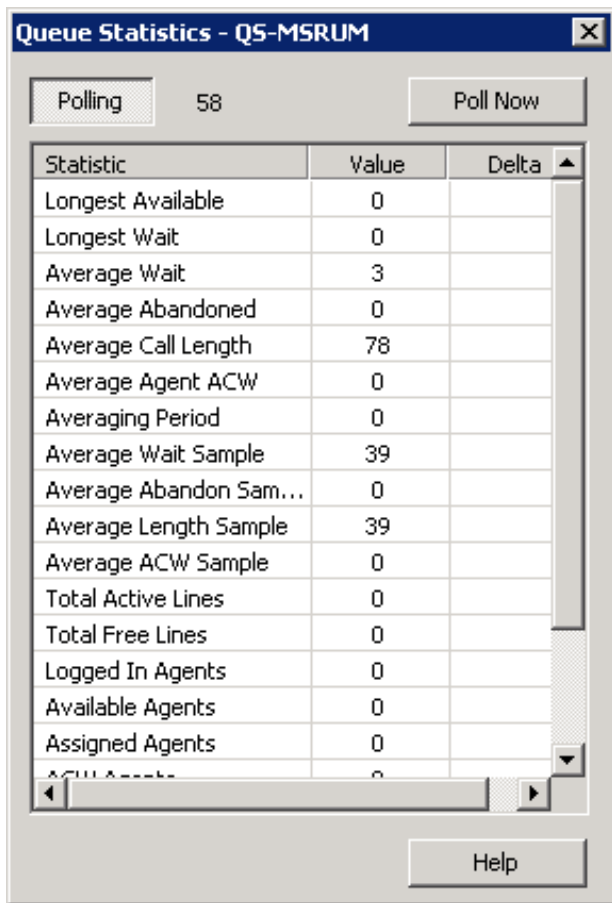 Queue Statistics - QS-MSRUM
Polling 58 Poll Now
Statistic Value Delta
Longest Available 0
Longest Wait 0
Average Wait 3
Average Abandoned 0
Average Call Length 78
Average Agent ACW 0
Averaging Period 0
Average Wait Sample 39
Average Abandon Sam... 0
Average Length Sample 39
Average ACW Sample 0
Total Active Lines 0
Total Free Lines 0
Logged In Agents 0
Available Agents 0
Assigned Agents 0
ACW Agents 0
Help